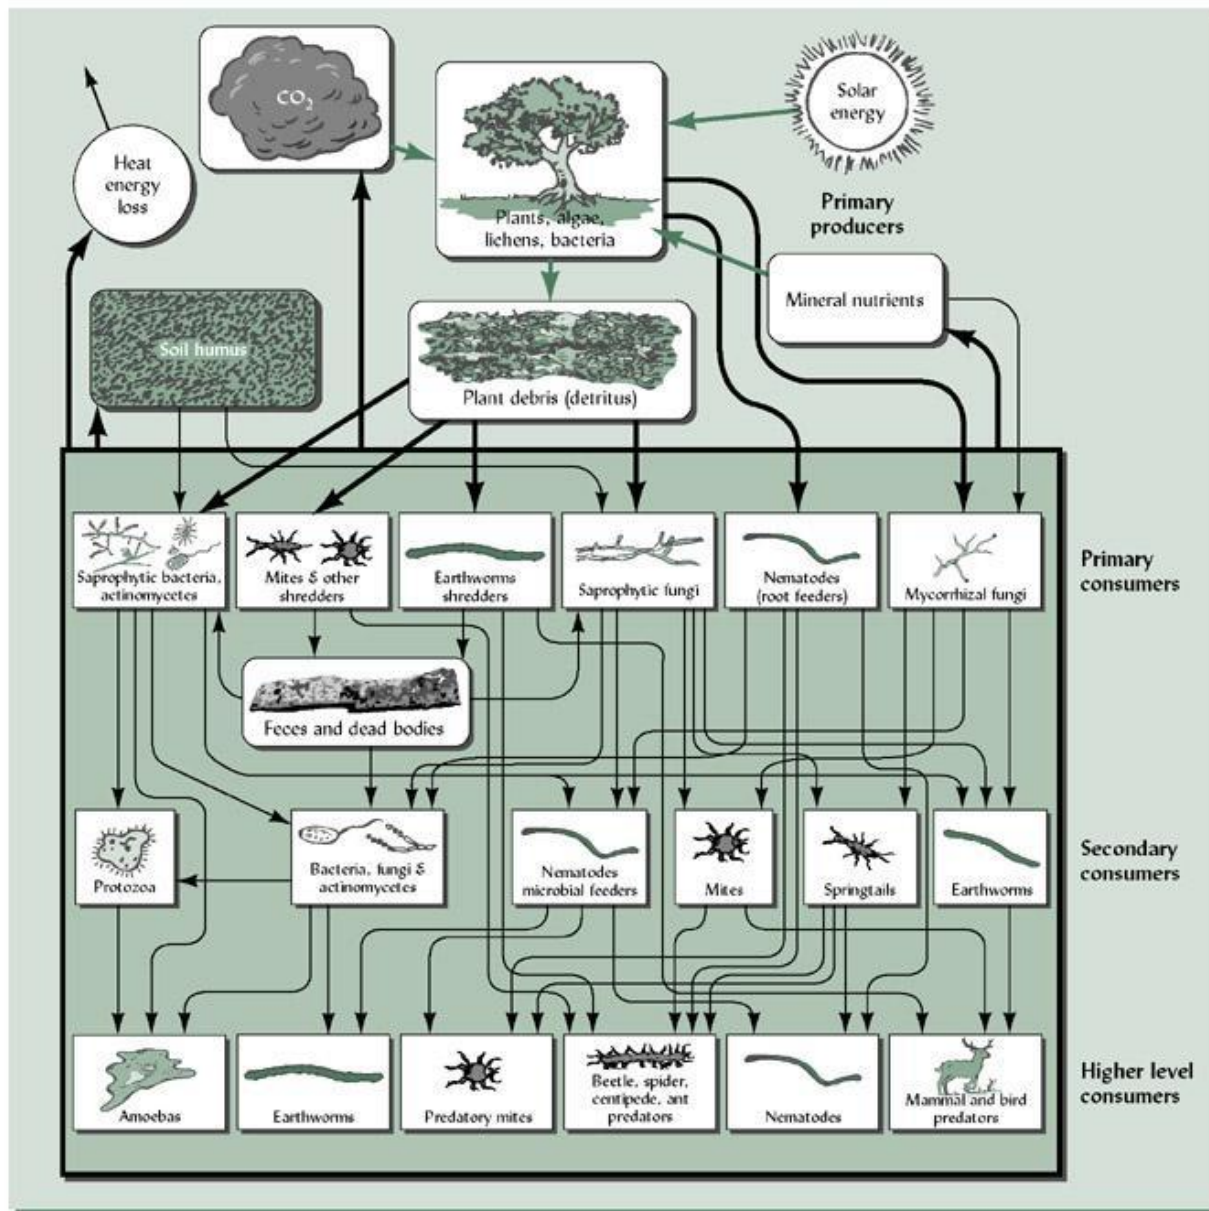 CO₂
Solar
energy
Heat
energy
loss
Plants, algae,
lichens, bacteria
Primary
producers
Mineral nutrients
Soil humus
Plant debris (detritus)
Saprophytic bacteria,
actinomycetes
Mites & other
shredders
Earthworms
shredders
Saprophytic fungi
Nematodes
(root feeders)
Mycorrhizal fungi
Primary
consumers
Feces and dead bodies
Protozoa
Bacteria, fungi &
actinomycetes
Nematodes
microbial feeders
Mites
Springtails
Earthworms
Secondary
consumers
Amoebas
Earthworms
Predatory mites
Beetle, spider,
centipede, ant
predators
Nematodes
Mammal and bird
predators
Higher level
consumers